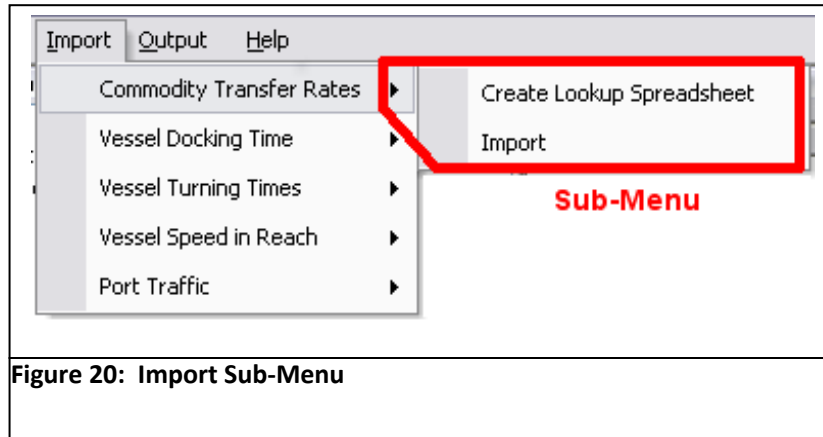 Import Output Help
Commodity Transfer Rates
Create Lookup Spreadsheet
Vessel Docking Time
Import
Vessel Turning Times
Sub-Menu
Vessel Speed in Reach
Port Traffic
Figure 20: Import Sub-Menu